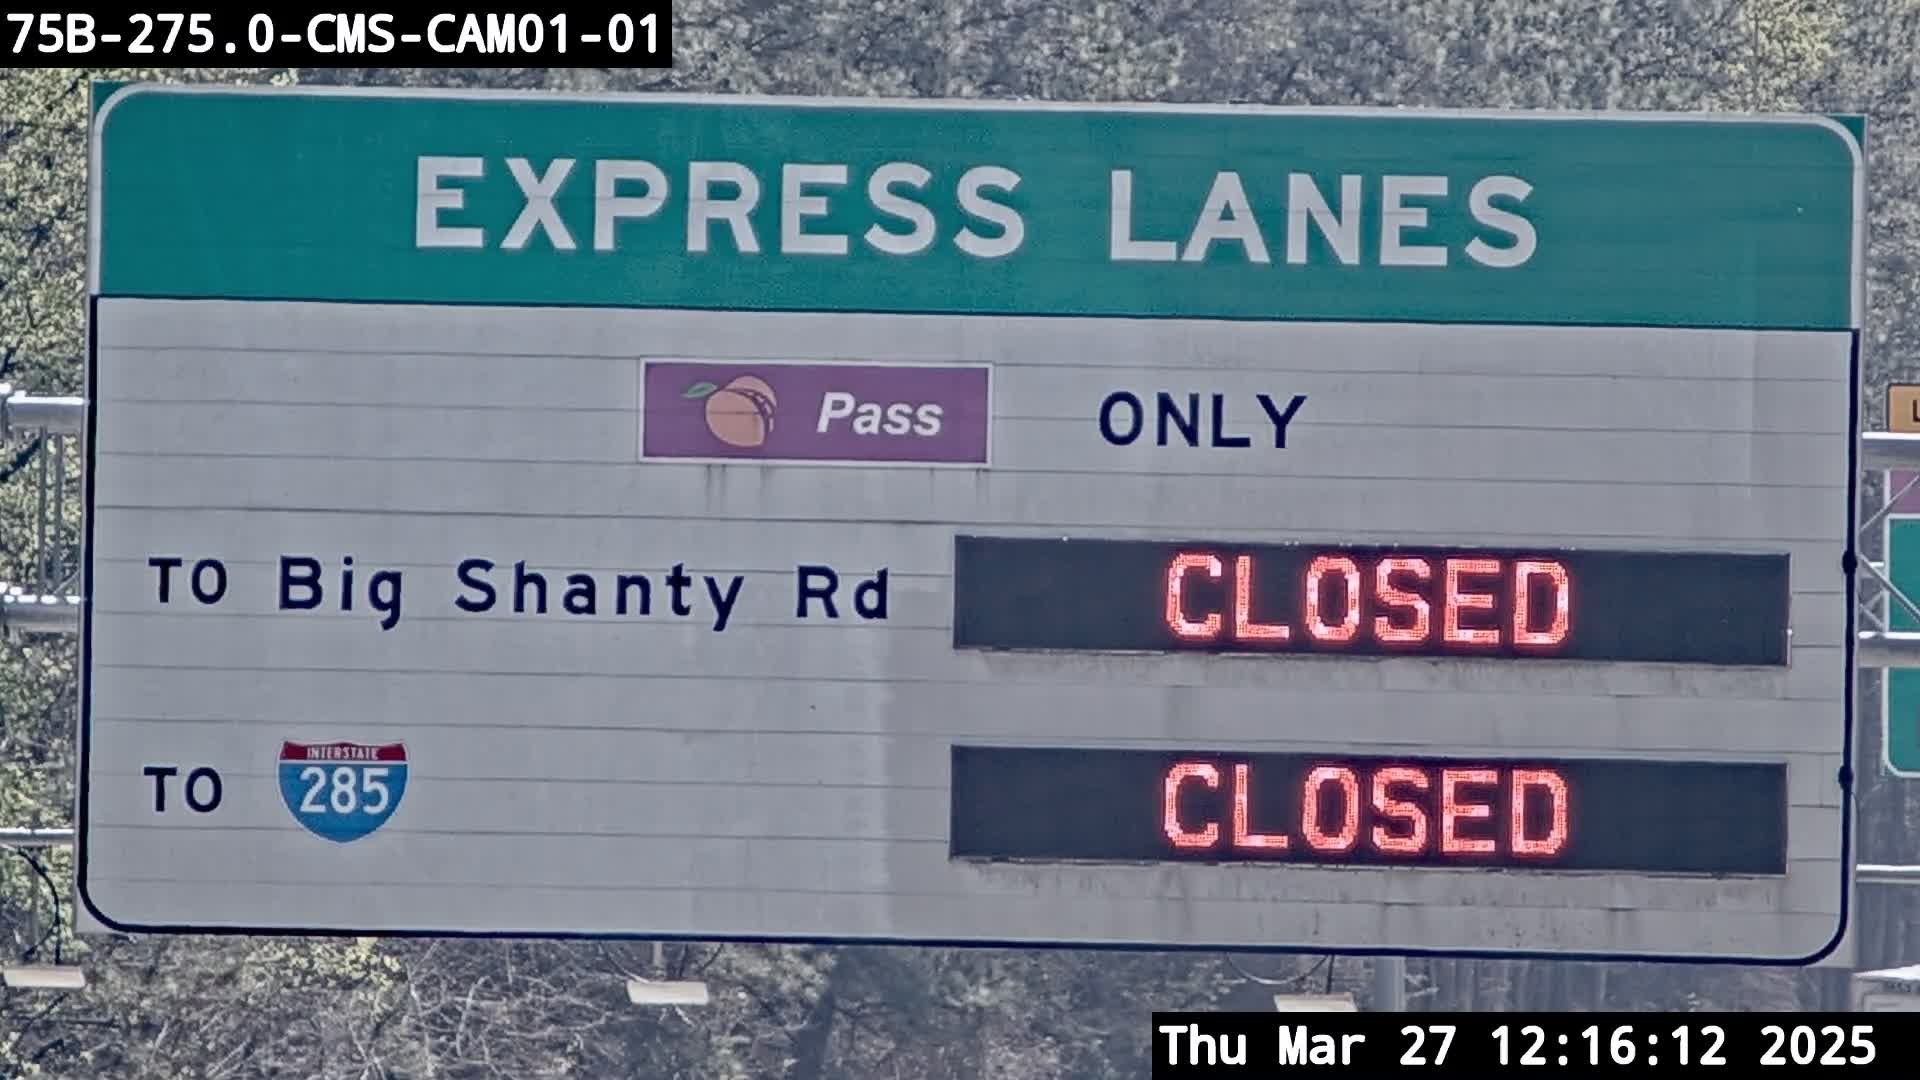 75B-275.0-CMS-CAM01-01
EXPRESS LANES
Pass ONLY
TO Big Shanty Rd CLOSED
TO INTERSTATE 285 CLOSED
Thu Mar 27 12:16:12 2025